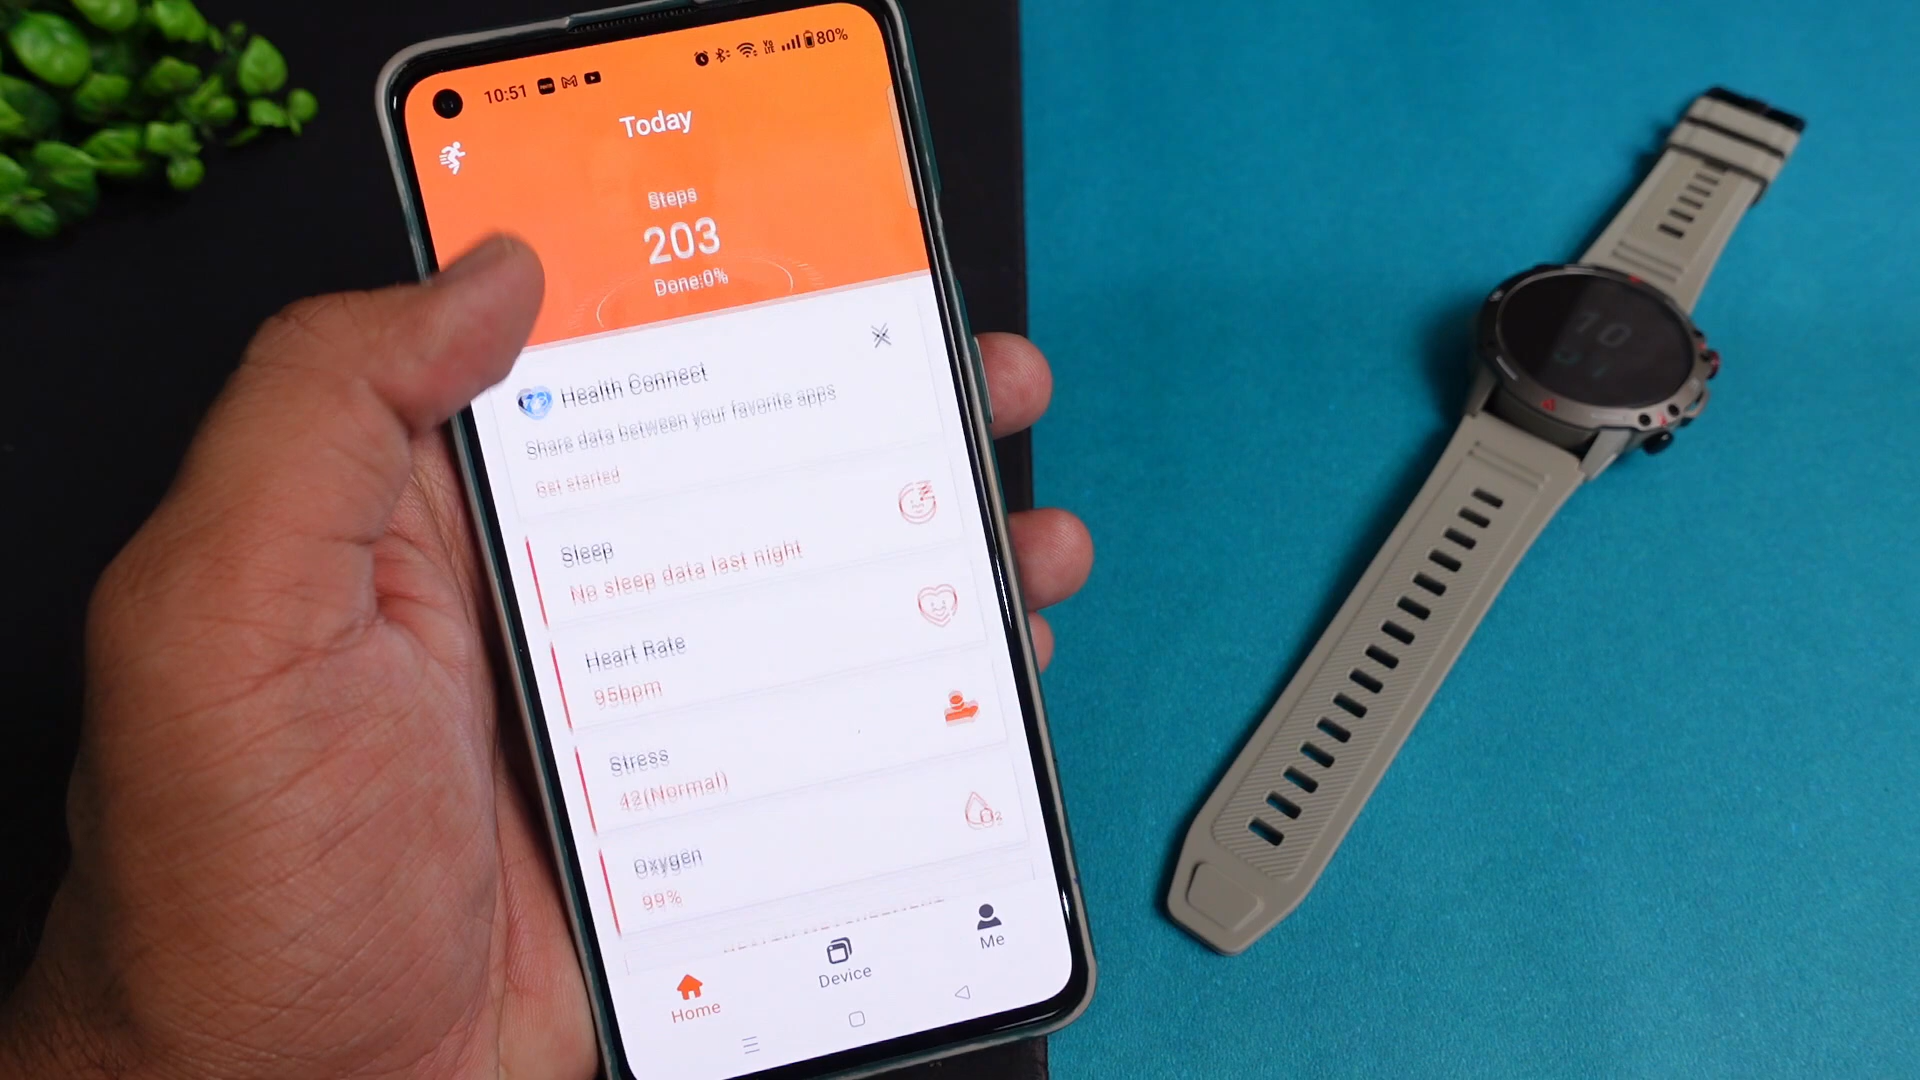 10:51 80%
Today
Steps
203
Done:0%
Health Connect
Share data between your favorite apps
Get started
Sleep
No sleep data last night
Heart Rate
95bpm
Stress
42(Normal)
Oxygen
99%
Home
Device
Me
10